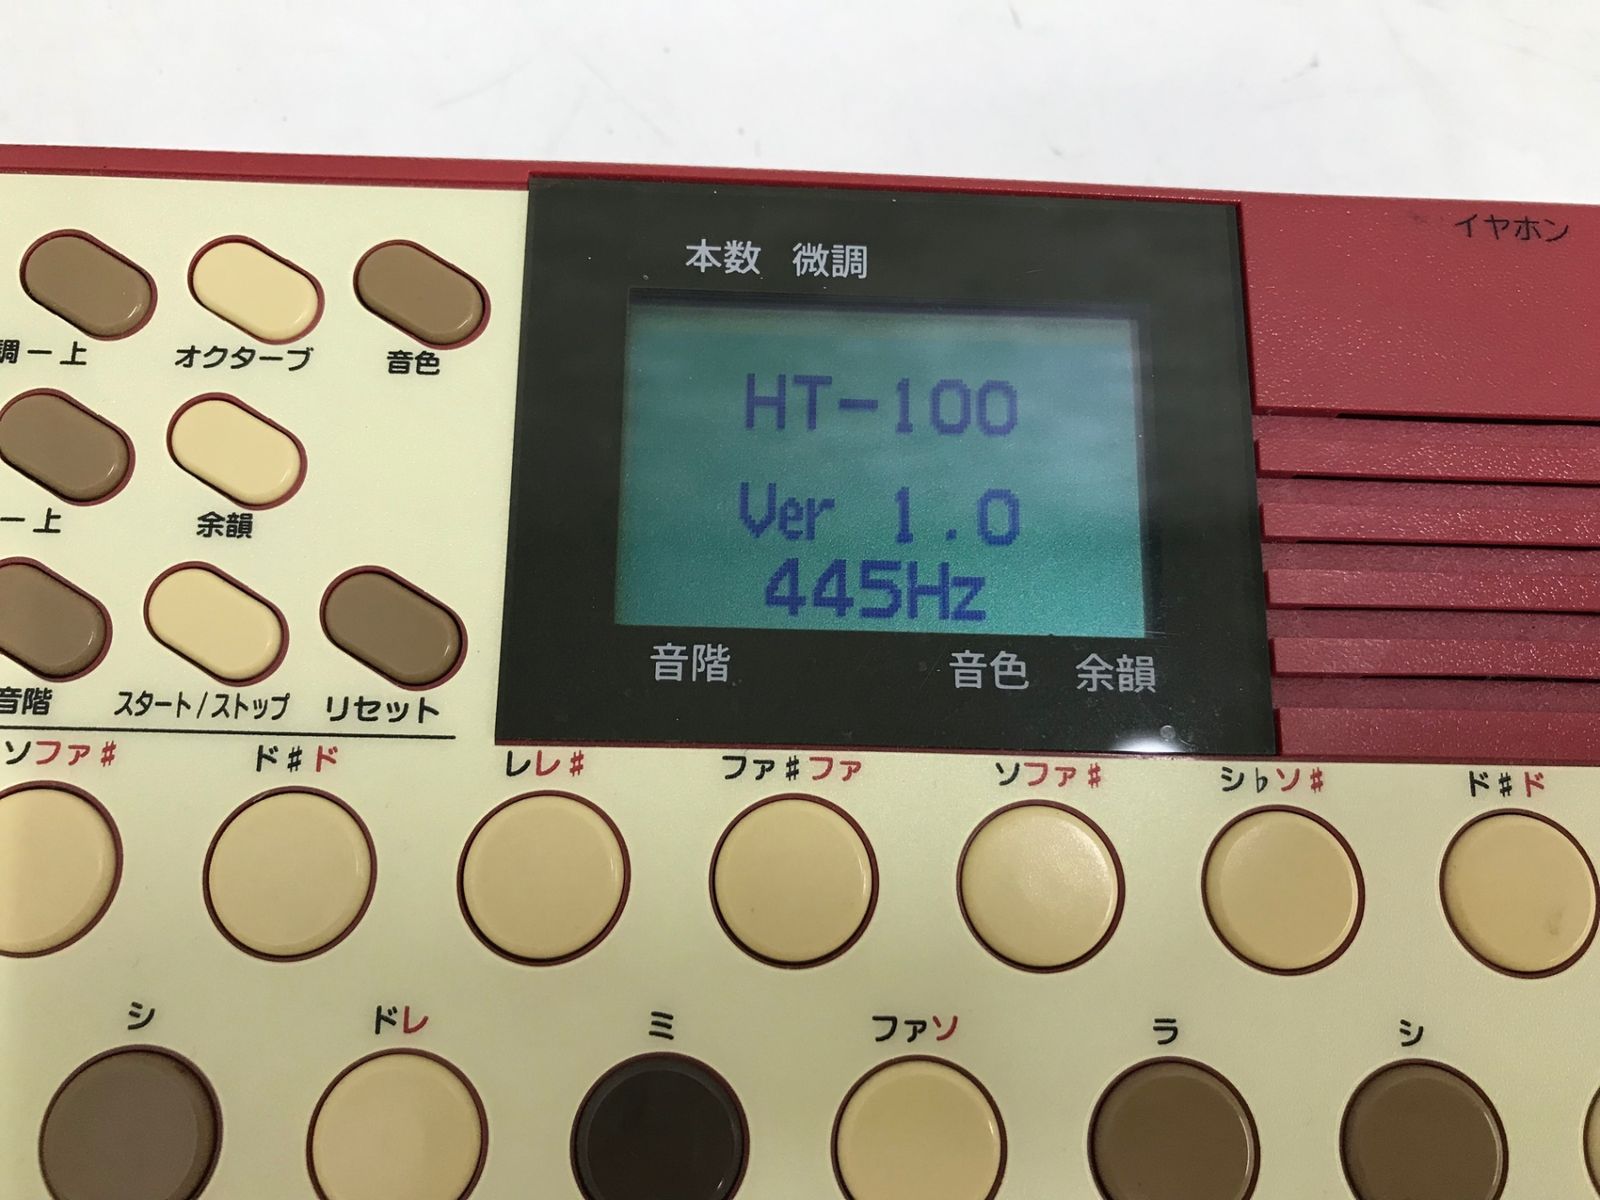 イヤホン
本数 微調
調ー上 オクターブ 音色
HT-100
ー上 余韻
Ver 1.0
445Hz
音階 音色 余韻
音階 スタート/ストップ リセット
ソファ♯ ド♯ド レレ♯ ファ♯ファ ソファ♯ シ♭ソ♯ ド♯ド
シ ドレ ミ ファソ ラ シ